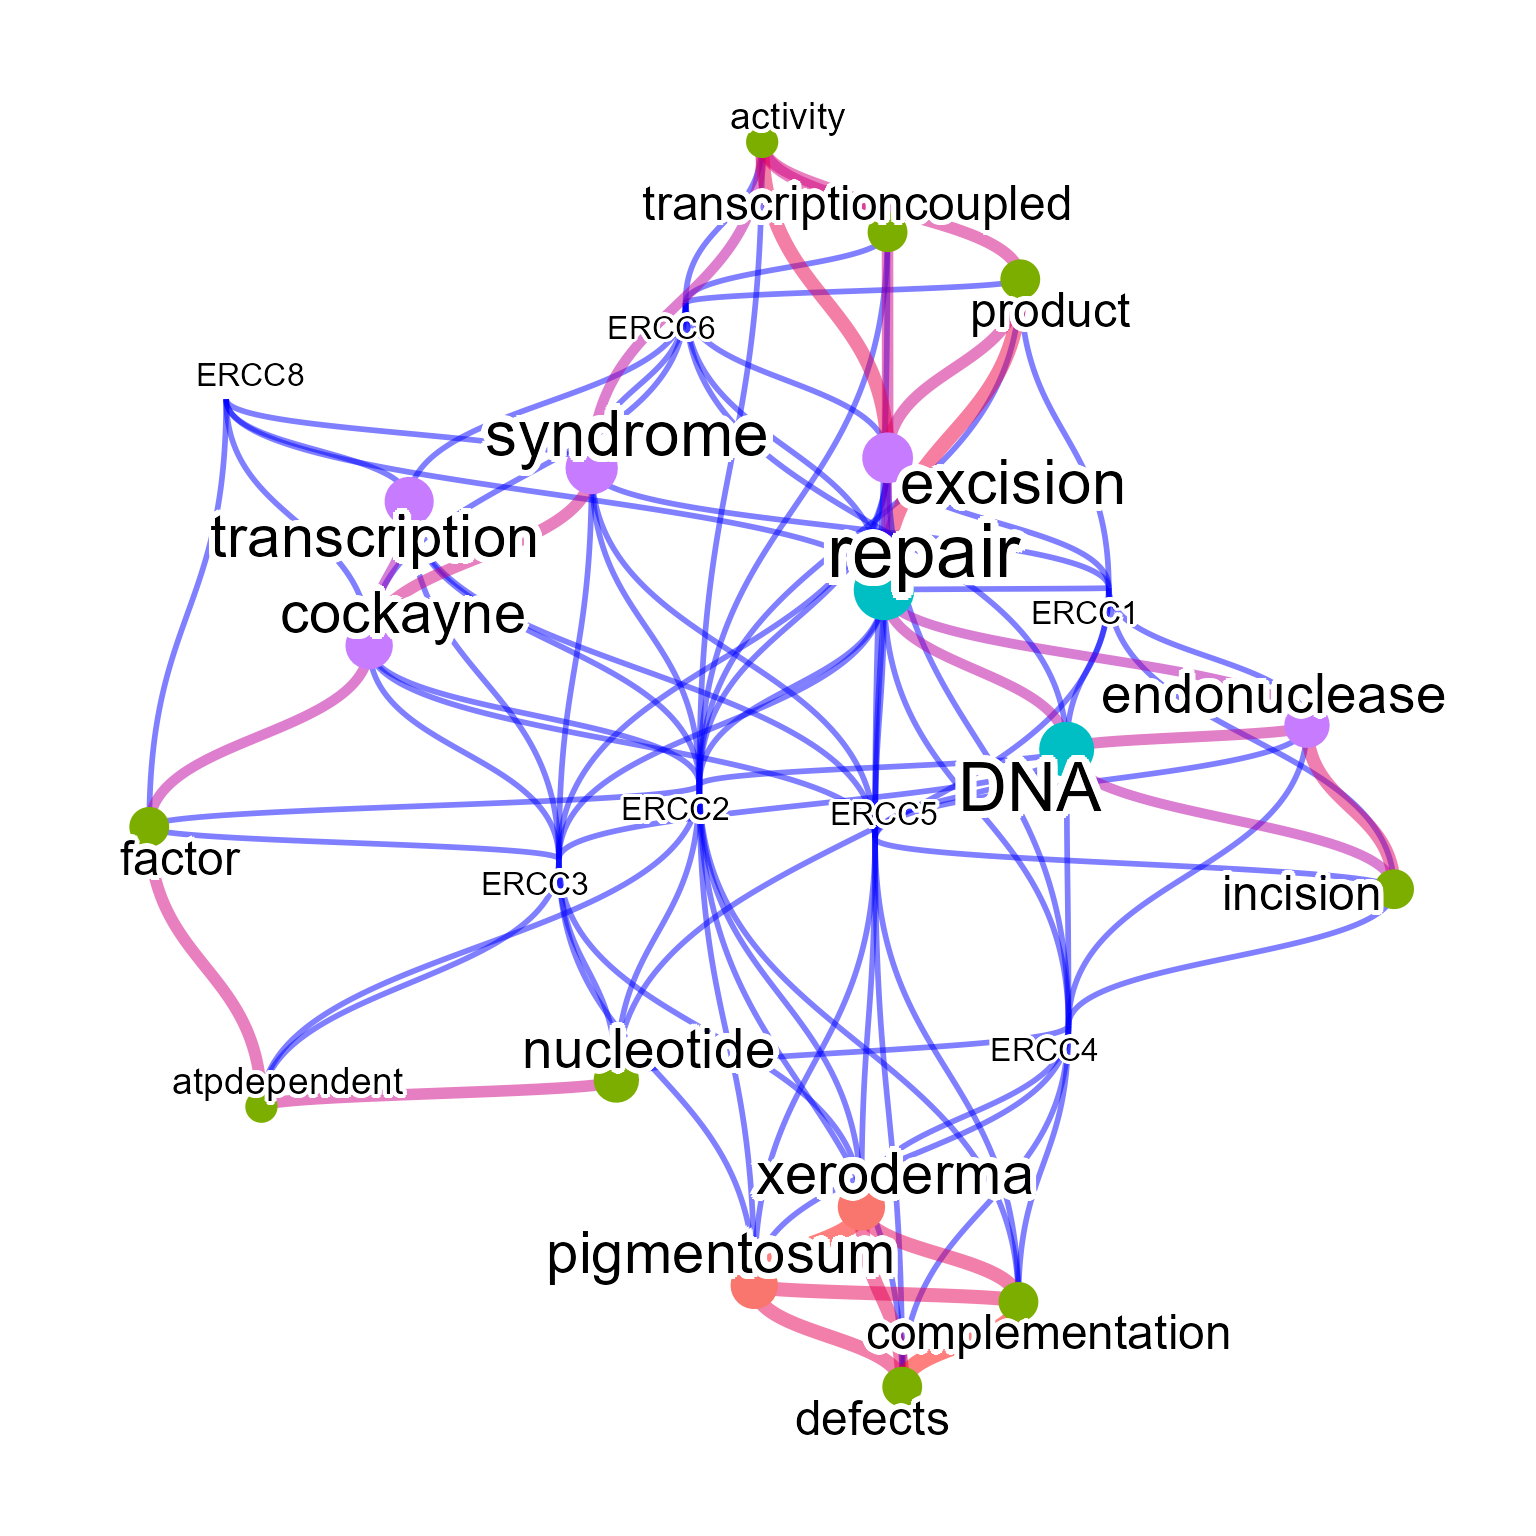 activity
transcriptioncoupled
product
ERCC6
ERCC8
syndrome
excision
transcription
repair
cockayne
ERCC1
endonuclease
DNA
ERCC2
ERCC5
factor
ERCC3
incision
nucleotide
ERCC4
atpdependent
xeroderma
pigmentosum
complementation
defects